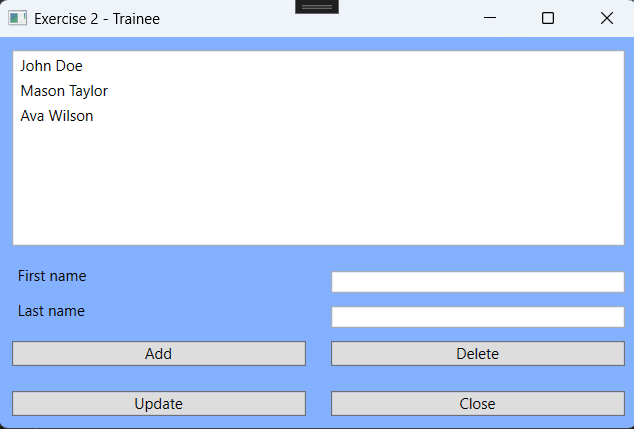 Exercise 2 - Trainee
John Doe
Mason Taylor
Ava Wilson
First name
Last name
Add
Delete
Update
Close